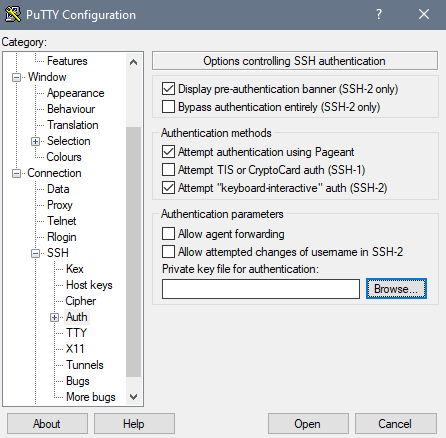 PuTTY Configuration
?
Category:
Features
Window
Appearance
Behaviour
Translation
Selection
Colours
Connection
Data
Proxy
Telnet
Rlogin
SSH
Kex
Host keys
Cipher
Auth
TTY
X11
Tunnels
Bugs
More bugs
Options controlling SSH authentication
Display pre-authentication banner (SSH-2 only)
Bypass authentication entirely (SSH-2 only)
Authentication methods
Attempt authentication using Pageant
Attempt TIS or CryptoCard auth (SSH-1)
Attempt "keyboard-interactive" auth (SSH-2)
Authentication parameters
Allow agent forwarding
Allow attempted changes of username in SSH-2
Private key file for authentication:
Browse...
About
Help
Open
Cancel